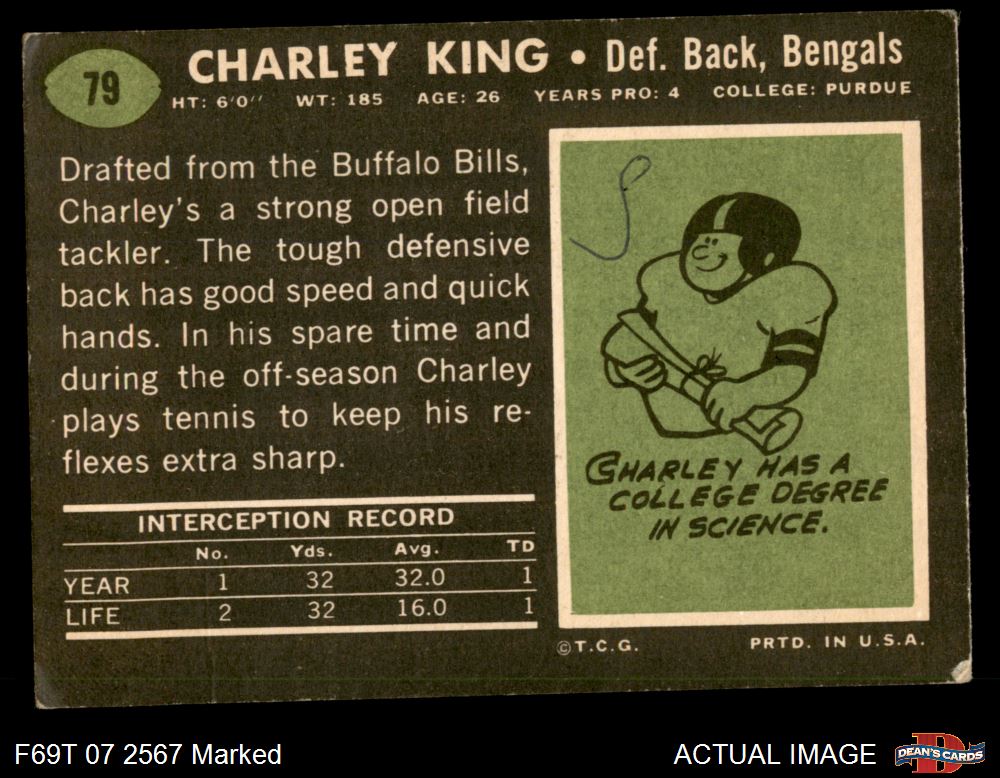 79
CHARLEY KING • Def. Back, Bengals
HT: 6'0" WT: 185 AGE: 26 YEARS PRO: 4 COLLEGE: PURDUE
Drafted from the Buffalo Bills,
Charley's a strong open field
tackler. The tough defensive
back has good speed and quick
hands. In his spare time and
during the off-season Charley
plays tennis to keep his re-
flexes extra sharp.
INTERCEPTION RECORD
No. Yds. Avg. TD
YEAR 1 32 32.0 1
LIFE 2 32 16.0 1
CHARLEY HAS A
COLLEGE DEGREE
IN SCIENCE.
©T.C.G. PRTD. IN U.S.A.
F69T 07 2567 Marked
ACTUAL IMAGE
DEAN'S CARDS